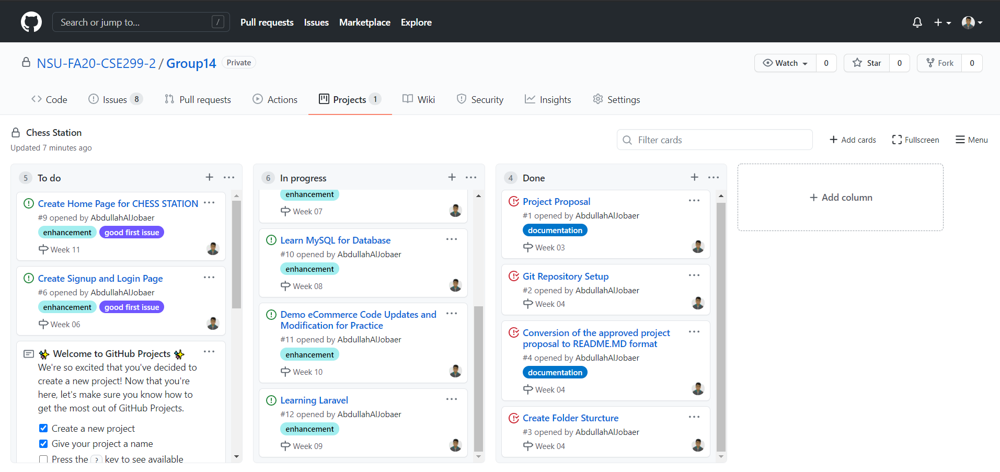 Search or jump to...
/
Pull requests
Issues
Marketplace
Explore
NSU-FA20-CSE299-2 / Group14
Private
Watch
0
Star
0
Fork
0
Code
Issues 8
Pull requests
Actions
Projects 1
Wiki
Security
Insights
Settings
Chess Station
Updated 7 minutes ago
Filter cards
Add cards
Fullscreen
Menu
5 To do
Create Home Page for CHESS STATION
#9 opened by AbdullahAlJobaer
enhancement good first issue
Week 11
Create Signup and Login Page
#6 opened by AbdullahAlJobaer
enhancement good first issue
Week 06
✨ Welcome to GitHub Projects ✨
We're so excited that you've decided to
create a new project! Now that you're
here, let's make sure you know how to
get the most out of GitHub Projects.
Create a new project
Give your project a name
Press the ? key to see available
6 In progress
enhancement
Week 07
Learn MySQL for Database
#10 opened by AbdullahAlJobaer
enhancement
Week 08
Demo eCommerce Code Updates and
Modification for Practice
#11 opened by AbdullahAlJobaer
enhancement
Week 10
Learning Laravel
#12 opened by AbdullahAlJobaer
enhancement
Week 09
4 Done
Project Proposal
#1 opened by AbdullahAlJobaer
documentation
Week 03
Git Repository Setup
#2 opened by AbdullahAlJobaer
Week 04
Conversion of the approved project
proposal to README.MD format
#4 opened by AbdullahAlJobaer
documentation
Week 04
Create Folder Sturcture
#3 opened by AbdullahAlJobaer
Week 04
+ Add column